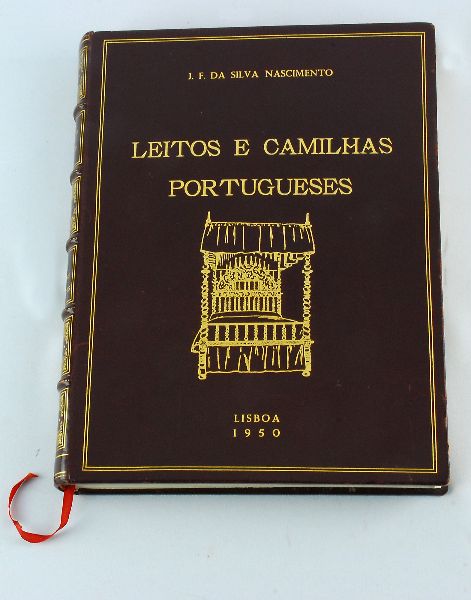 J. F. DA SILVA NASCIMENTO
LEITOS E CAMILHAS
PORTUGUESES
LISBOA
1950